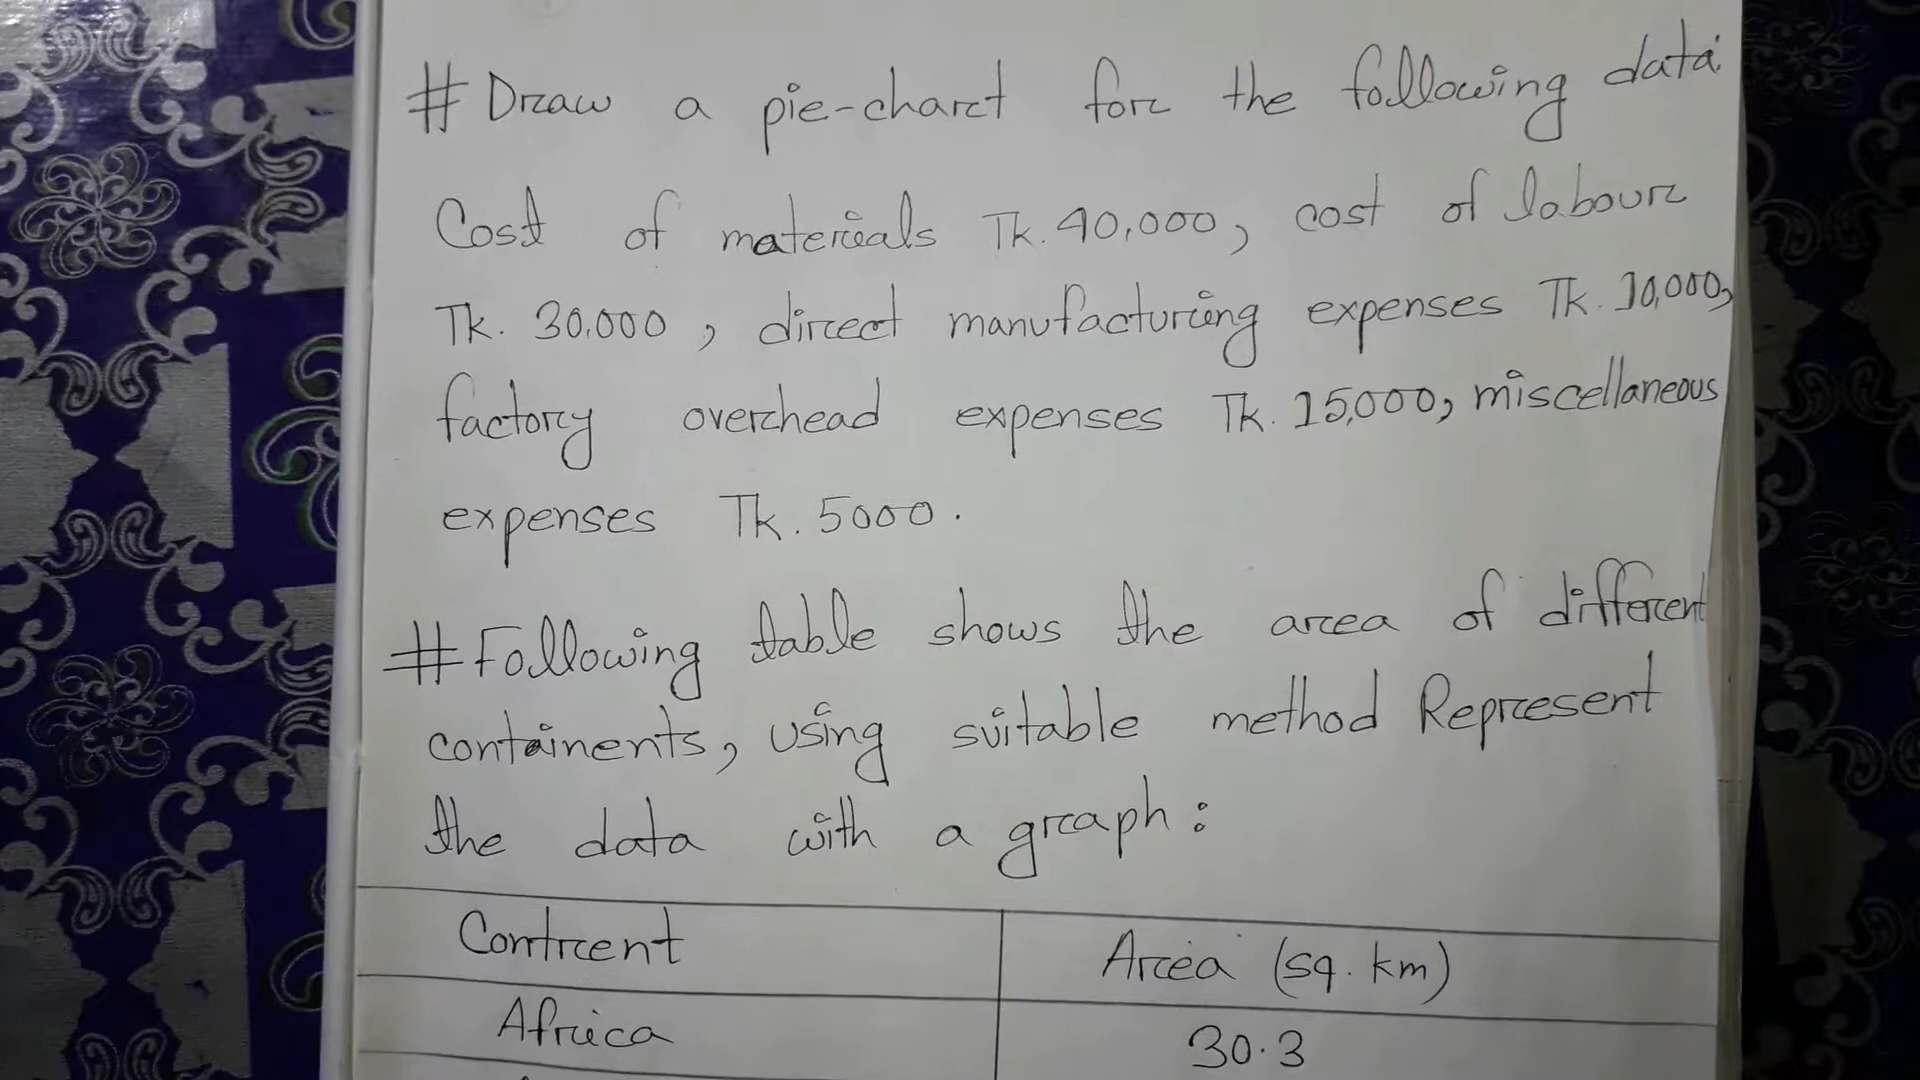 # Draw a pie-chart for the following data:
Cost of materials Tk. 40,000, cost of labour
Tk. 30,000, direct manufacturing expenses Tk. 10,000,
factory overhead expenses Tk. 15,000, miscellaneous
expenses Tk. 5000.
# Following table shows the area of different
containents, using suitable method Represent
the data with a graph:
Contrent Area (sq. km)
Africa 30.3